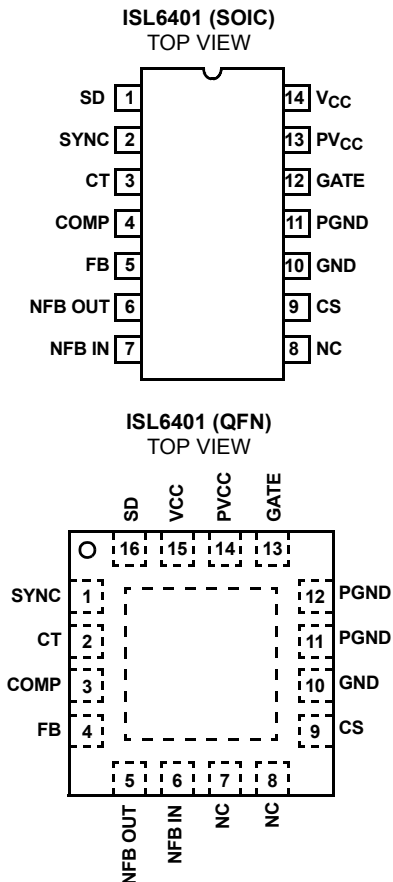 ISL6401 (SOIC)
TOP VIEW
SD 1 14 VCC
SYNC 2 13 PVCC
CT 3 12 GATE
COMP 4 11 PGND
FB 5 10 GND
NFB OUT 6 9 CS
NFB IN 7 8 NC
ISL6401 (QFN)
TOP VIEW
SD VCC PVCC GATE
16 15 14 13
SYNC 1 12 PGND
CT 2 11 PGND
COMP 3 10 GND
FB 4 9 CS
5 6 7 8
NFB OUT NFB IN NC NC